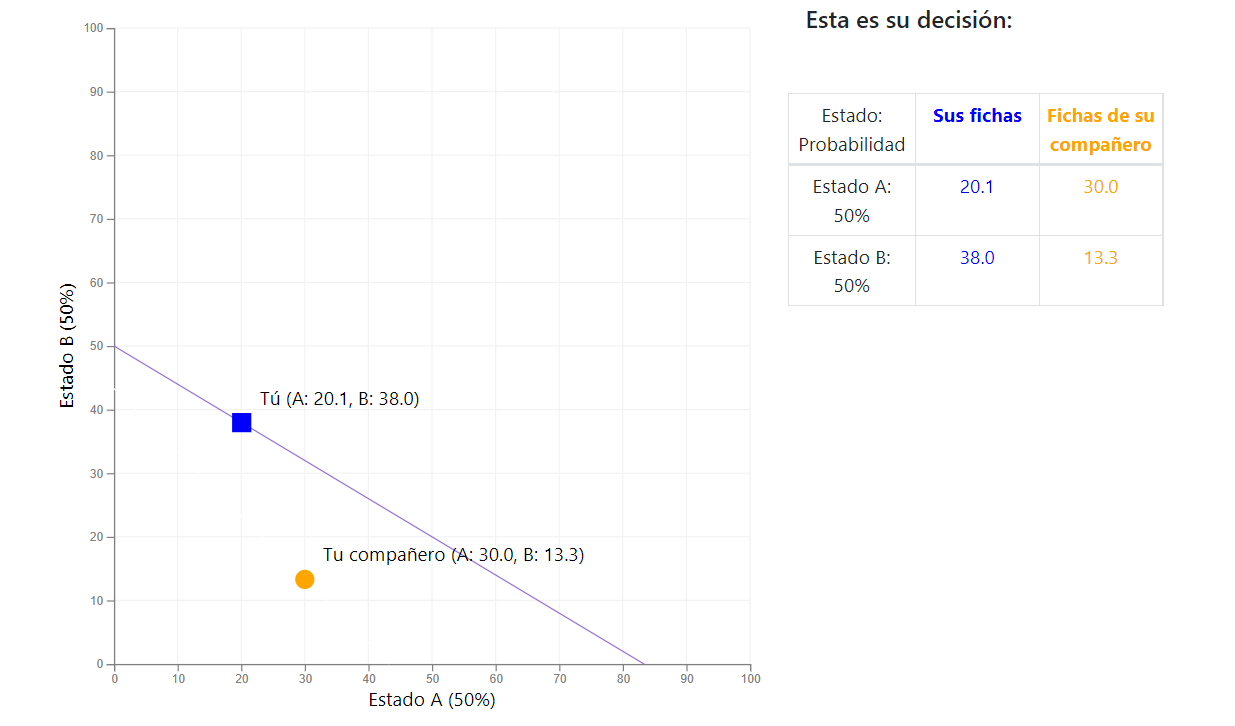 Esta es su decisión:
Estado:
Probabilidad
Sus fichas
Fichas de su
compañero
Estado A:
50%
20.1
30.0
Estado B:
50%
38.0
13.3
100
90
80
70
60
50
40
30
20
10
0
Estado B (50%)
Tú (A: 20.1, B: 38.0)
Tu compañero (A: 30.0, B: 13.3)
0 10 20 30 40 50 60 70 80 90 100
Estado A (50%)